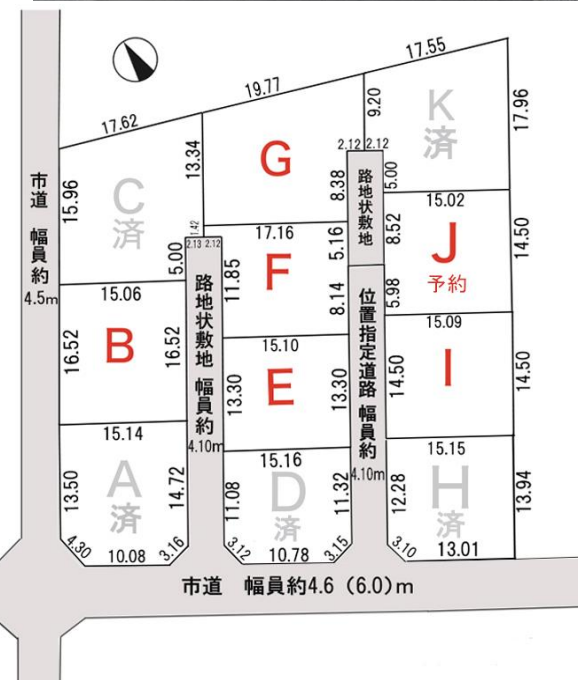 17.55
19.77
17.62
9.20
K
済
17.96
13.34
G
2.12 2.12
8.38
5.00
路地状敷地
15.02
市道 幅員約
4.5m
15.96
C
済
1.42
2.13 2.12
17.16
5.16
8.52
J
予約
14.50
5.00
11.85
F
8.14
5.98
15.06
15.10
15.09
16.52
B
16.52
路地状敷地 幅員約
4.10m
13.30
E
13.30
位置指定道路 幅員約
4.10m
14.50
I
14.50
15.14
15.16
15.15
13.50
A
済
14.72
11.08
D
済
11.32
12.28
H
済
13.94
4.30
10.08
3.16
3.12
10.78
3.15
3.10
13.01
市道 幅員約4.6（6.0）m